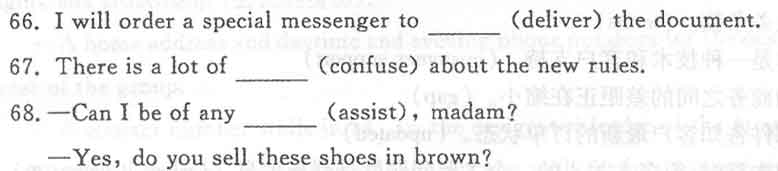 66. I will order a special messenger to ______ (deliver) the document.
67. There is a lot of ______ (confuse) about the new rules.
68. —Can I be of any ______ (assist), madam?
—Yes, do you sell these shoes in brown?